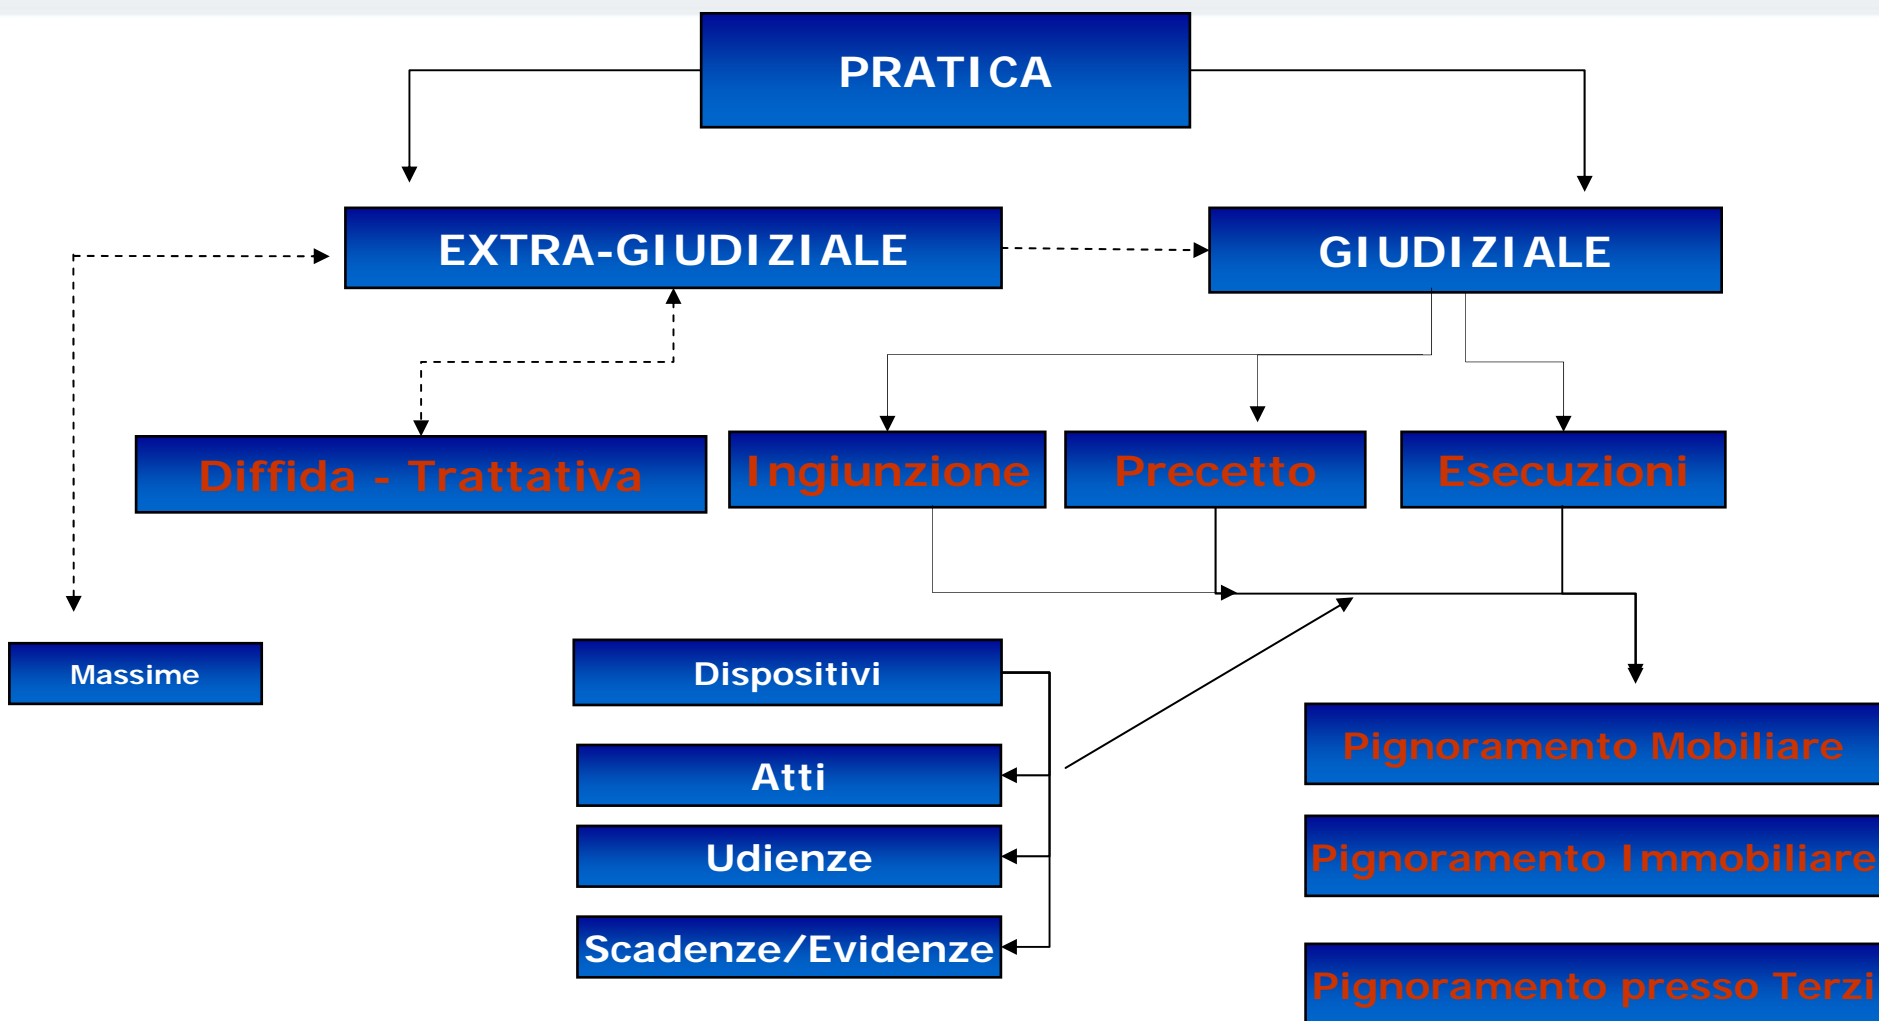 PRATICA
EXTRA-GIUDIZIALE
GIUDIZIALE
Diffida - Trattativa
Ingiunzione
Precetto
Esecuzioni
Massime
Dispositivi
Atti
Udienze
Scadenze/Evidenze
Pignoramento Mobiliare
Pignoramento Immobiliare
Pignoramento presso Terzi